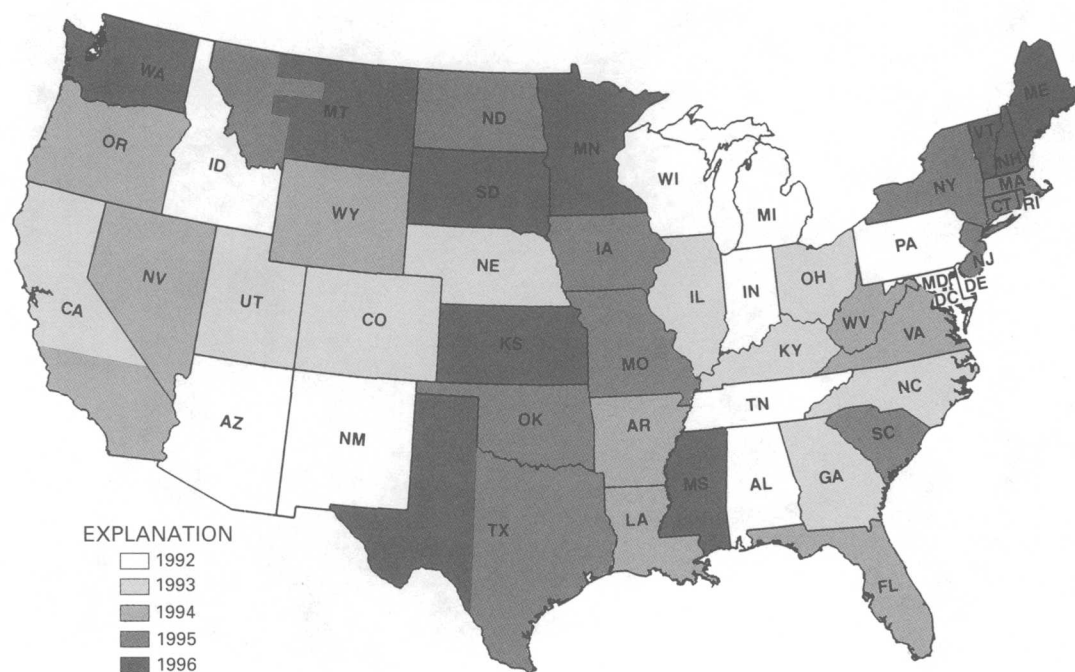 WA
MT
ND
MN
ME
VT
NH
OR
ID
SD
WI
MI
NY
MA
CT
RI
WY
IA
PA
NJ
NV
NE
IL
IN
OH
MD
DE
DC
CA
UT
CO
KS
MO
WV
VA
KY
AZ
NM
OK
AR
TN
NC
SC
TX
LA
MS
AL
GA
FL
EXPLANATION
1992
1993
1994
1995
1996